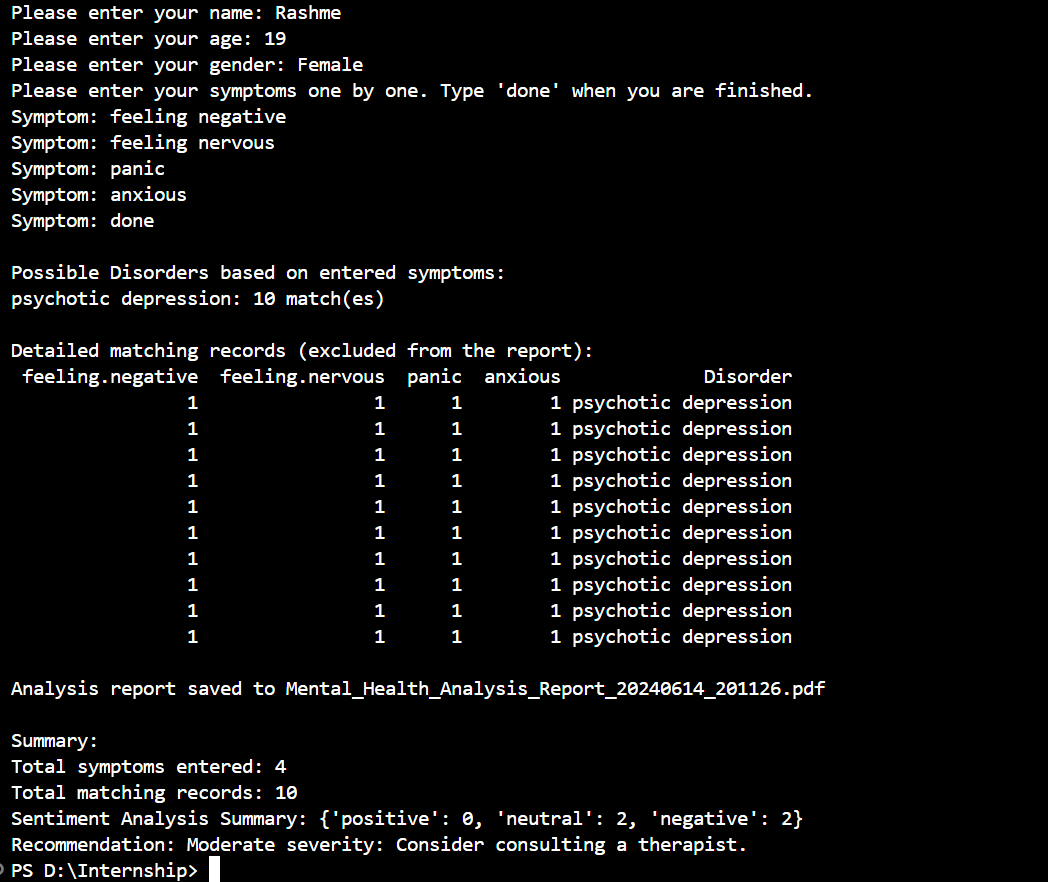 Please enter your name: Rashme
Please enter your age: 19
Please enter your gender: Female
Please enter your symptoms one by one. Type 'done' when you are finished.
Symptom: feeling negative
Symptom: feeling nervous
Symptom: panic
Symptom: anxious
Symptom: done
Possible Disorders based on entered symptoms:
psychotic depression: 10 match(es)
Detailed matching records (excluded from the report):
feeling.negative feeling.nervous panic anxious Disorder
1 1 1 1 psychotic depression
1 1 1 1 psychotic depression
1 1 1 1 psychotic depression
1 1 1 1 psychotic depression
1 1 1 1 psychotic depression
1 1 1 1 psychotic depression
1 1 1 1 psychotic depression
1 1 1 1 psychotic depression
1 1 1 1 psychotic depression
1 1 1 1 psychotic depression
Analysis report saved to Mental_Health_Analysis_Report_20240614_201126.pdf
Summary:
Total symptoms entered: 4
Total matching records: 10
Sentiment Analysis Summary: {'positive': 0, 'neutral': 2, 'negative': 2}
Recommendation: Moderate severity: Consider consulting a therapist.
PS D:\Internship>